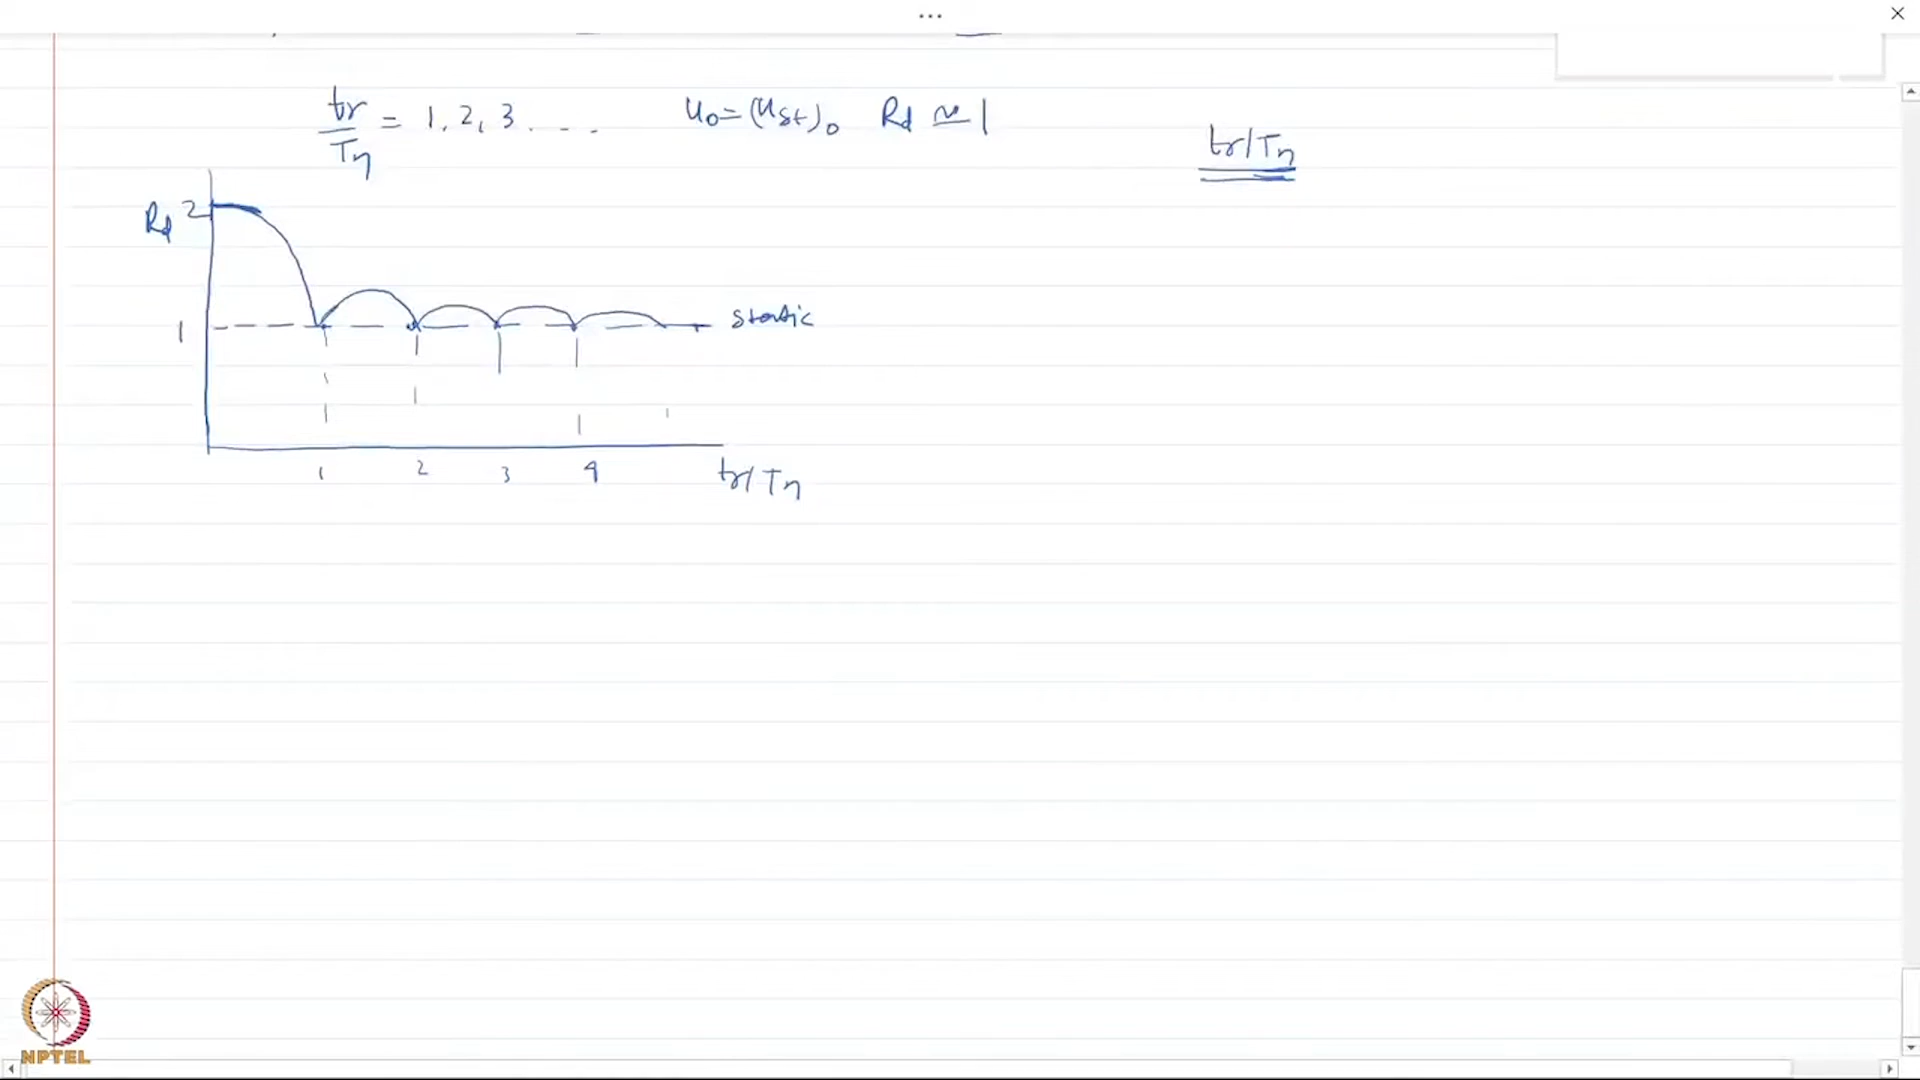 tr/Tn = 1, 2, 3 . . . . u0 = (ust)0 Rd ≃ 1
tr/Tn
Rd 2
1 static
1 2 3 4 tr/Tn
NPTEL